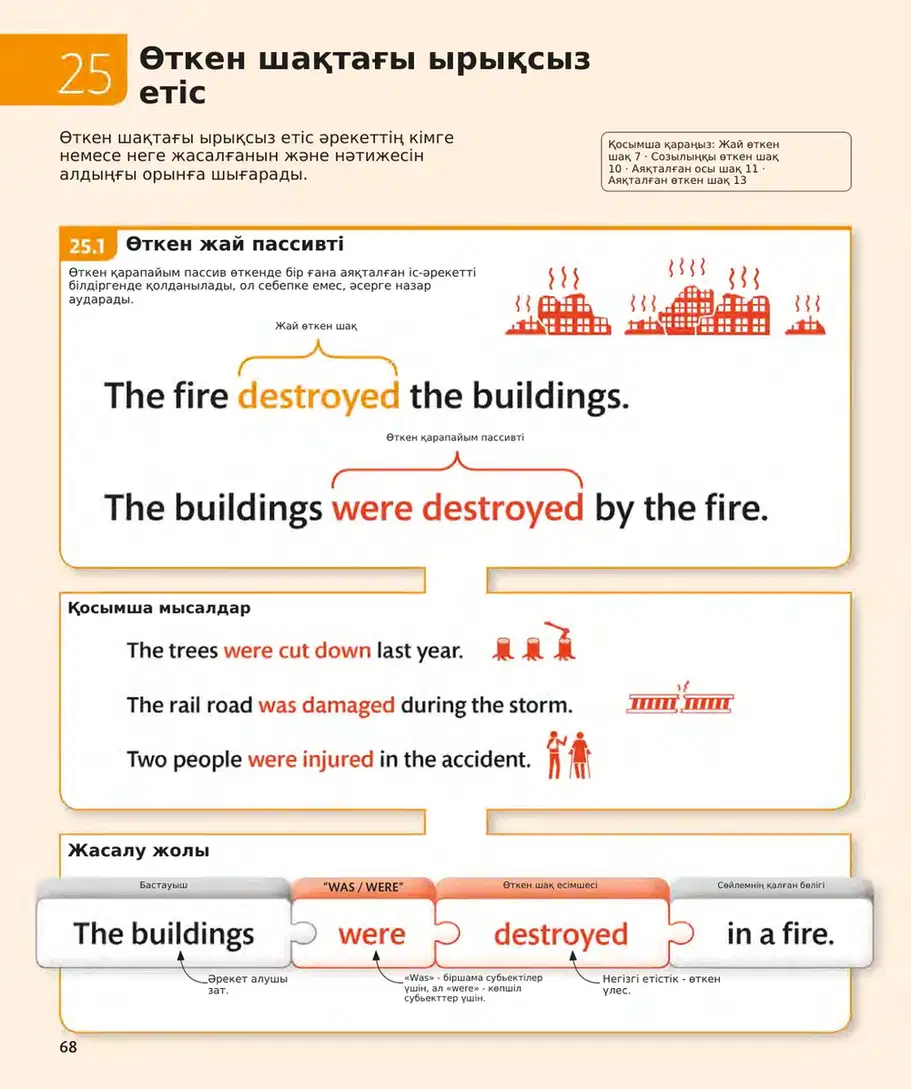 25
Өткен шақтағы ырықсыз
етіс
Өткен шақтағы ырықсыз етіс әрекеттің кімге
немесе неге жасалғанын және нәтижесін
алдыңғы орынға шығарады.
Қосымша қараңыз: Жай өткен
шақ 7 · Созылыңқы өткен шақ
10 · Аяқталған осы шақ 11 ·
Аяқталған өткен шақ 13
25.1 Өткен жай пассивті
Өткен қарапайым пассив өткенде бір ғана аяқталған іс-әрекетті
білдіргенде қолданылады, ол себепке емес, әсерге назар
аударады.
Жай өткен шақ
The fire destroyed the buildings.
Өткен қарапайым пассивті
The buildings were destroyed by the fire.
Қосымша мысалдар
The trees were cut down last year.
The rail road was damaged during the storm.
Two people were injured in the accident.
Жасалу жолы
Бастауыш "WAS / WERE" Өткен шақ есімшесі Сөйлемнің қалған бөлігі
The buildings were destroyed in a fire.
Әрекет алушы
зат.
«Was» - біршама субъектілер
үшін, ал «were» - көпшіл
субъекттер үшін.
Негізгі етістік - өткен
үлес.
68